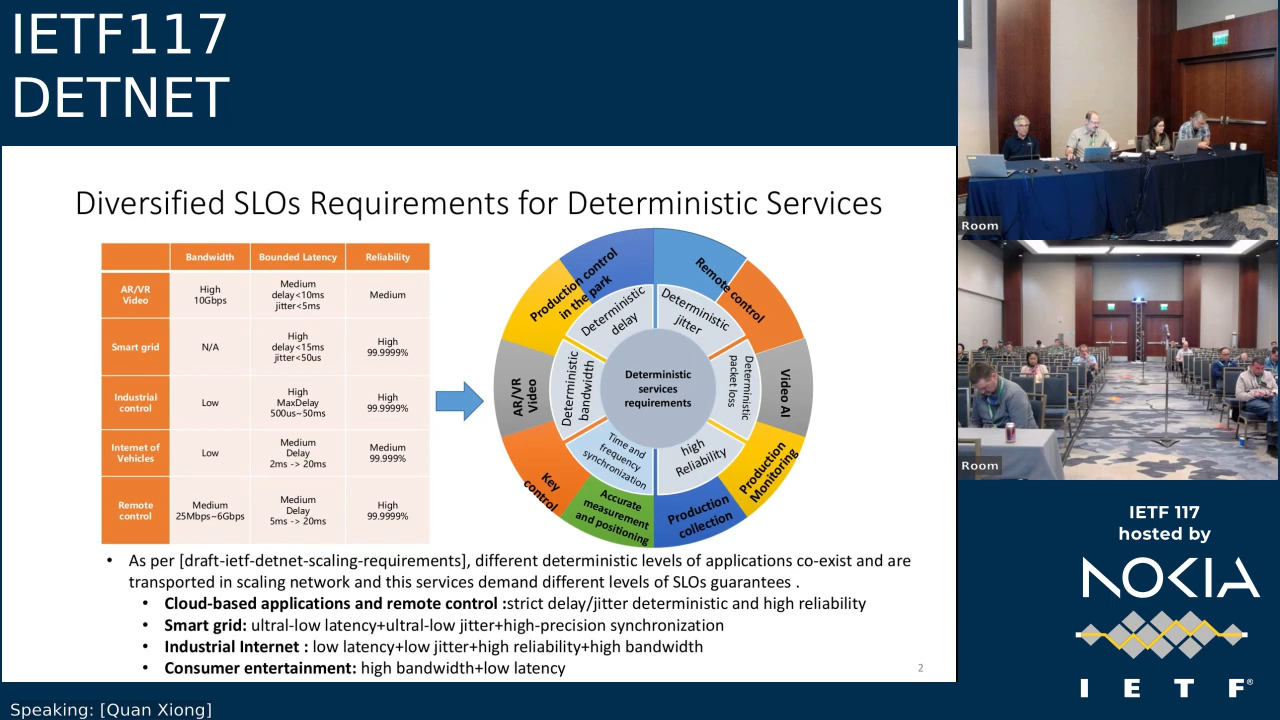 IETF117
DETNET
Diversified SLOs Requirements for Deterministic Services
Bandwidth
Bounded Latency
Reliability
AR/VR
Video
High
10Gbps
Medium
delay<10ms
jitter<5ms
Medium
Smart grid
N/A
High
delay<15ms
jitter<50us
High
99.9999%
Industrial
control
Low
High
MaxDelay
500us~50ms
High
99.9999%
Internet of
Vehicles
Low
Medium
Delay
2ms -> 20ms
Medium
99.999%
Remote
control
Medium
25Mbps~6Gbps
Medium
Delay
5ms -> 20ms
High
99.9999%
Production control
in the park
Remote control
Deterministic
delay
Deterministic
jitter
AR/VR
Video
Deterministic
bandwidth
Deterministic
services
requirements
Deterministic
packet loss
Video AI
Time and
frequency
synchronization
high
Reliability
Key
control
Accurate
measurement
and positioning
Production
collection
Production
Monitoring
• As per [draft-ietf-detnet-scaling-requirements], different deterministic levels of applications co-exist and are
transported in scaling network and this services demand different levels of SLOs guarantees .
• Cloud-based applications and remote control :strict delay/jitter deterministic and high reliability
• Smart grid: ultral-low latency+ultral-low jitter+high-precision synchronization
• Industrial Internet : low latency+low jitter+high reliability+high bandwidth
• Consumer entertainment: high bandwidth+low latency
2
Speaking: [Quan Xiong]
Room
Room
IETF 117
hosted by
NOKIA
I E T F®